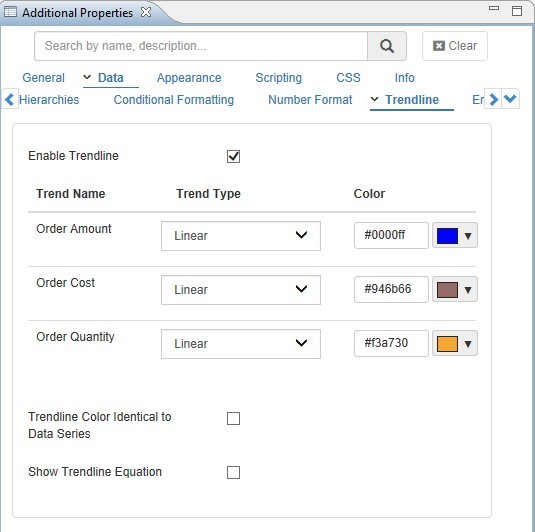 Additional Properties
Search by name, description...
Clear
General Data Appearance Scripting CSS Info
Hierarchies Conditional Formatting Number Format Trendline Er
Enable Trendline
Trend Name Trend Type Color
Order Amount Linear #0000ff
Order Cost Linear #946b66
Order Quantity Linear #f3a730
Trendline Color Identical to
Data Series
Show Trendline Equation